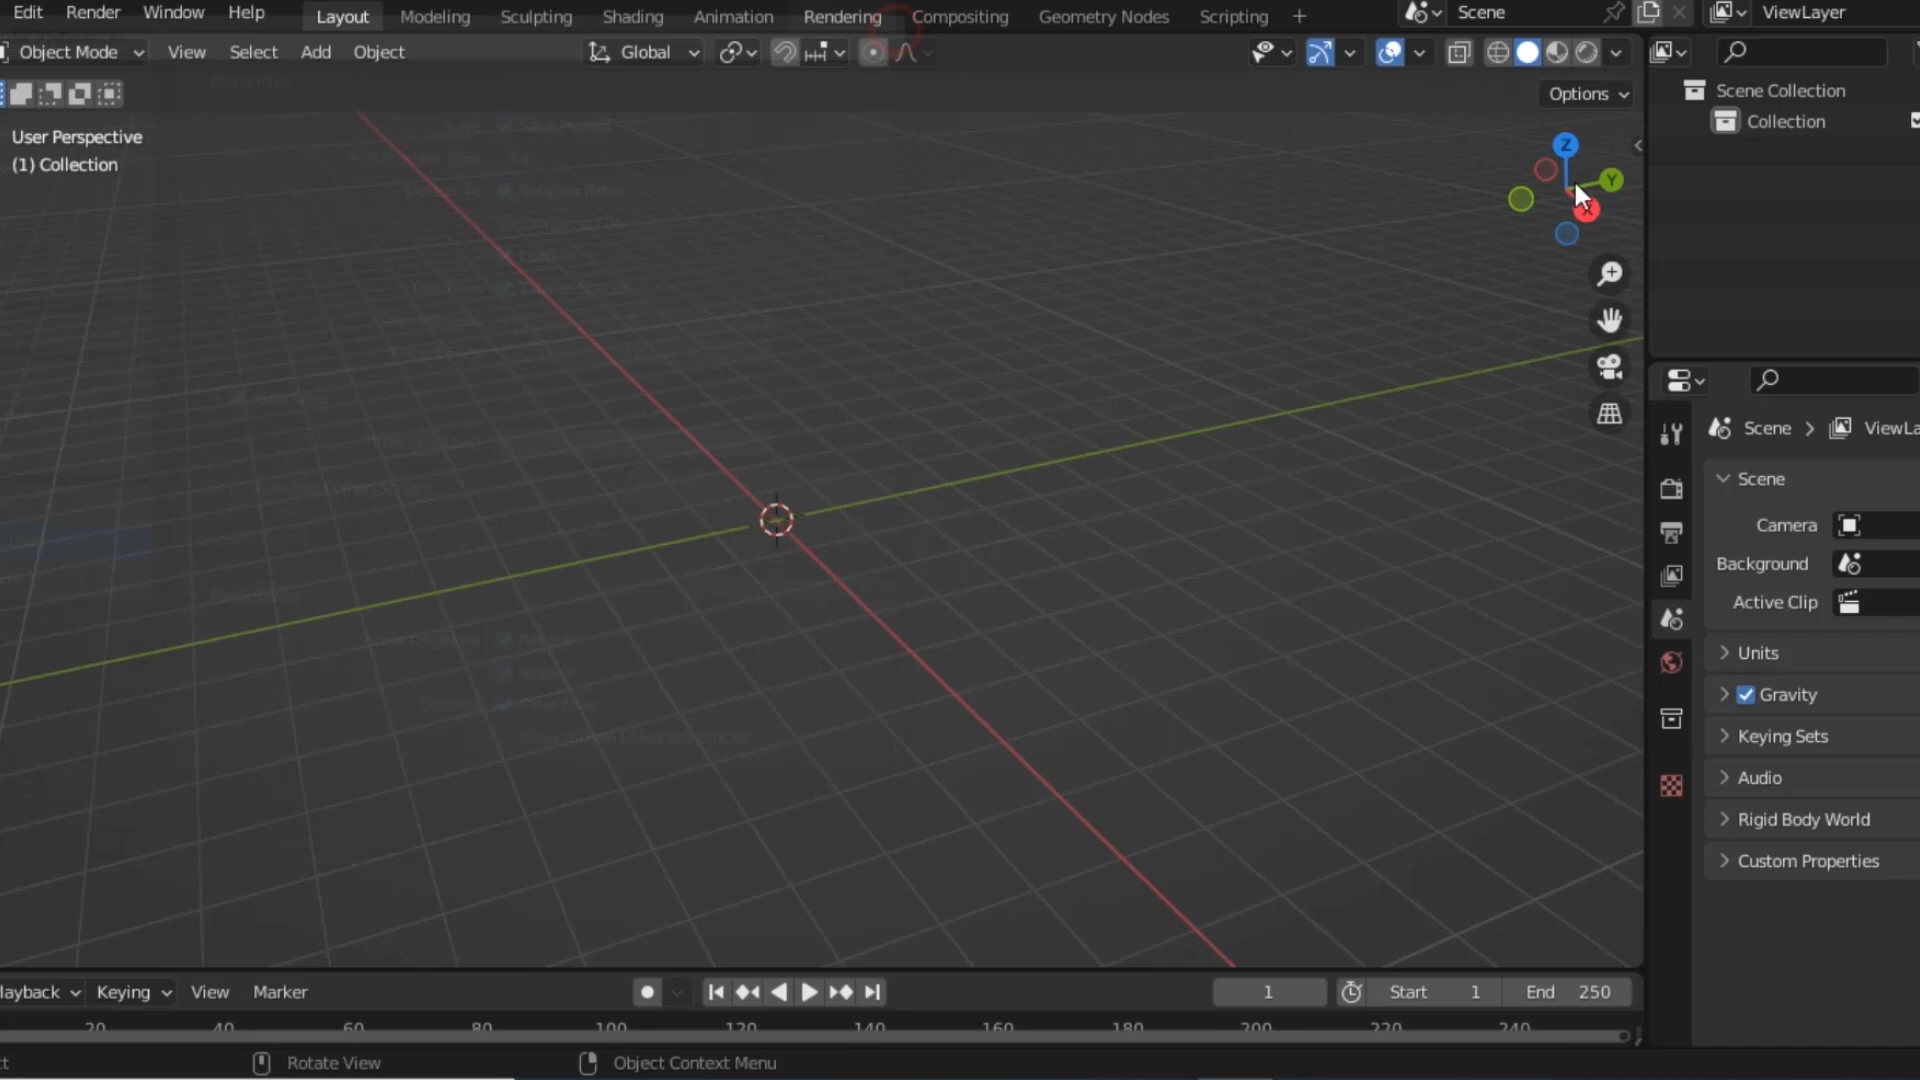 Edit Render Window Help Layout Modeling Sculpting Shading Animation Rendering Compositing Geometry Nodes Scripting + Scene ViewLayer
Object Mode View Select Add Object Global
Options
User Perspective
(1) Collection
Z
Y
X
Scene Collection
Collection
Scene > ViewLa
Scene
Camera
Background
Active Clip
Units
Gravity
Keying Sets
Audio
Rigid Body World
Custom Properties
layback Keying View Marker 1 Start 1 End 250
20 40 60 80 100 120 140 160 180 200 220 240
ct Rotate View Object Context Menu